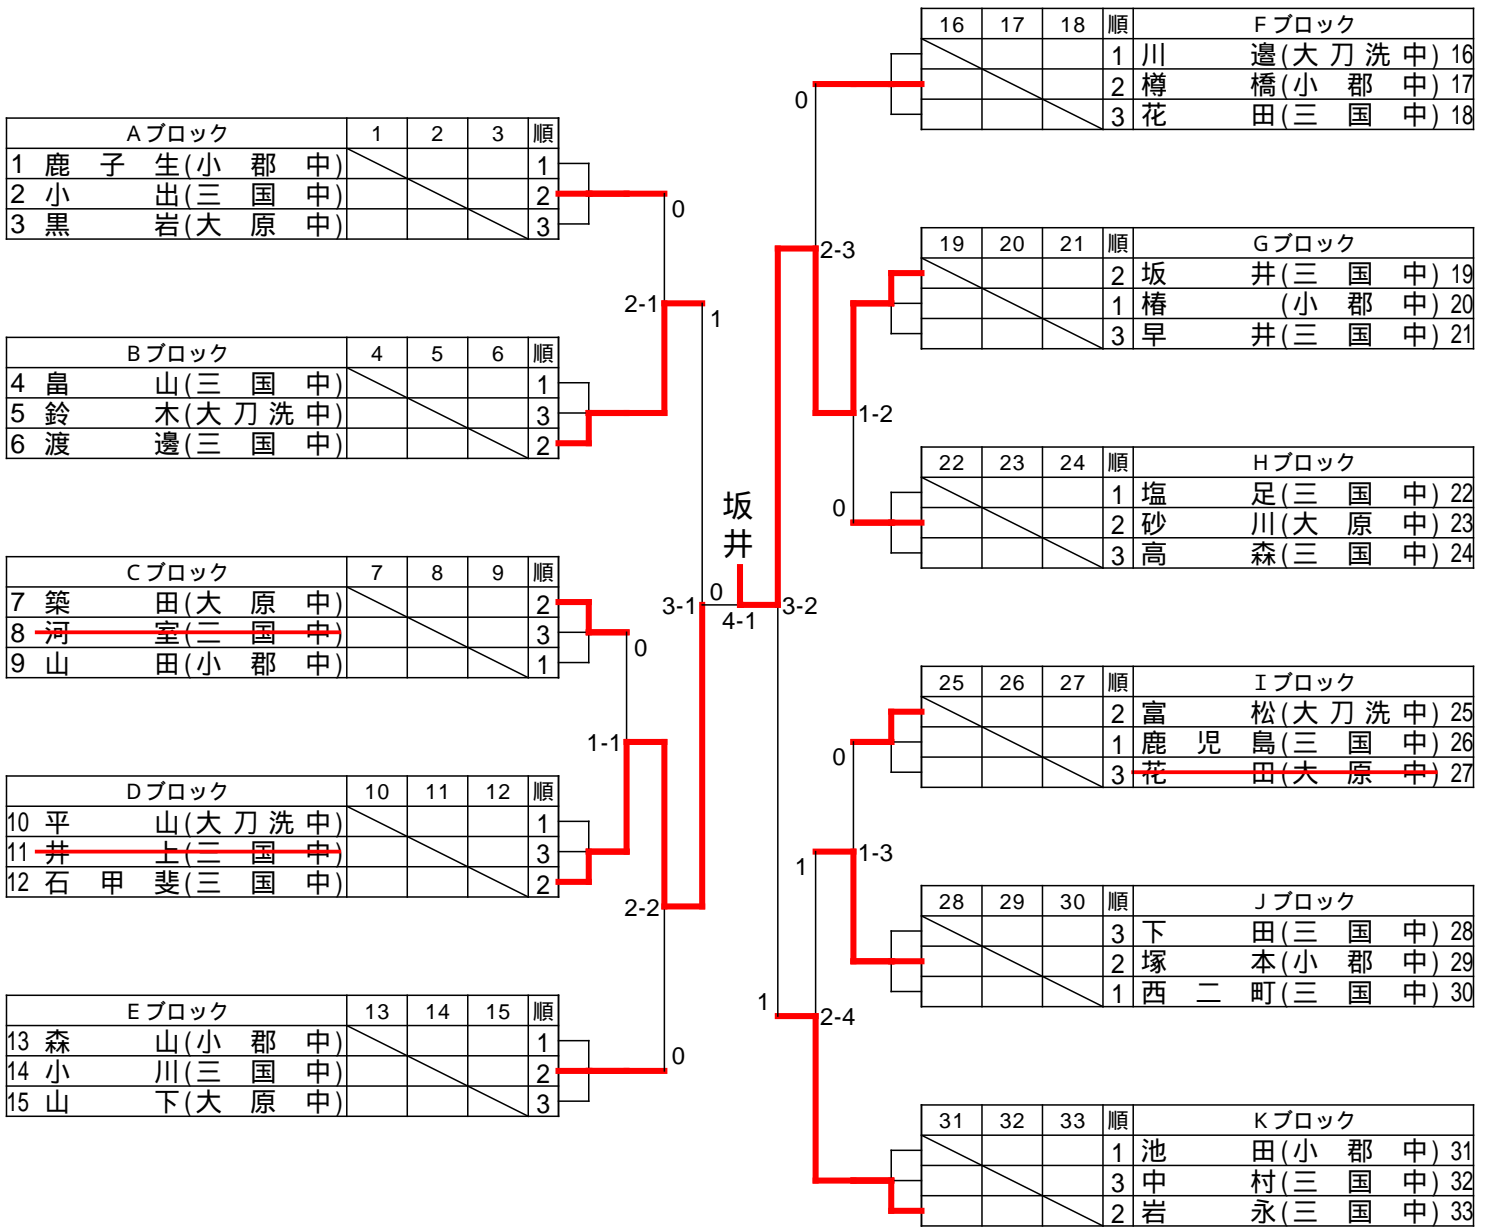 Aブロック 1 2 3 順
1 鹿子生(小郡中) 1
2 小出(三国中) 2
3 黒岩(大原中) 3
0
2-1
1
Bブロック 4 5 6 順
4 畠山(三国中) 1
5 鈴木(大刀洗中) 3
6 渡邊(三国中) 2
Cブロック 7 8 9 順
7 築田(大原中) 2
8 河室(三国中) 3
9 山田(小郡中) 1
0
1-1
Dブロック 10 11 12 順
10 平山(大刀洗中) 1
11 井上(三国中) 3
12 石甲斐(三国中) 2
2-2
Eブロック 13 14 15 順
13 森山(小郡中) 1
14 小川(三国中) 2
15 山下(大原中) 3
0
3-1
0
坂井
4-1
3-2
16 17 18 順 Fブロック
1 川邉(大刀洗中) 16
2 樽橋(小郡中) 17
3 花田(三国中) 18
0
2-3
19 20 21 順 Gブロック
2 坂井(三国中) 19
1 椿(小郡中) 20
3 早井(三国中) 21
1-2
0
22 23 24 順 Hブロック
1 塩足(三国中) 22
2 砂川(大原中) 23
3 高森(三国中) 24
25 26 27 順 Iブロック
2 富松(大刀洗中) 25
1 鹿児島(三国中) 26
3 花田(大原中) 27
0
1-3
1
28 29 30 順 Jブロック
3 下田(三国中) 28
2 塚本(小郡中) 29
1 西二町(三国中) 30
1
2-4
31 32 33 順 Kブロック
1 池田(小郡中) 31
3 中村(三国中) 32
2 岩永(三国中) 33